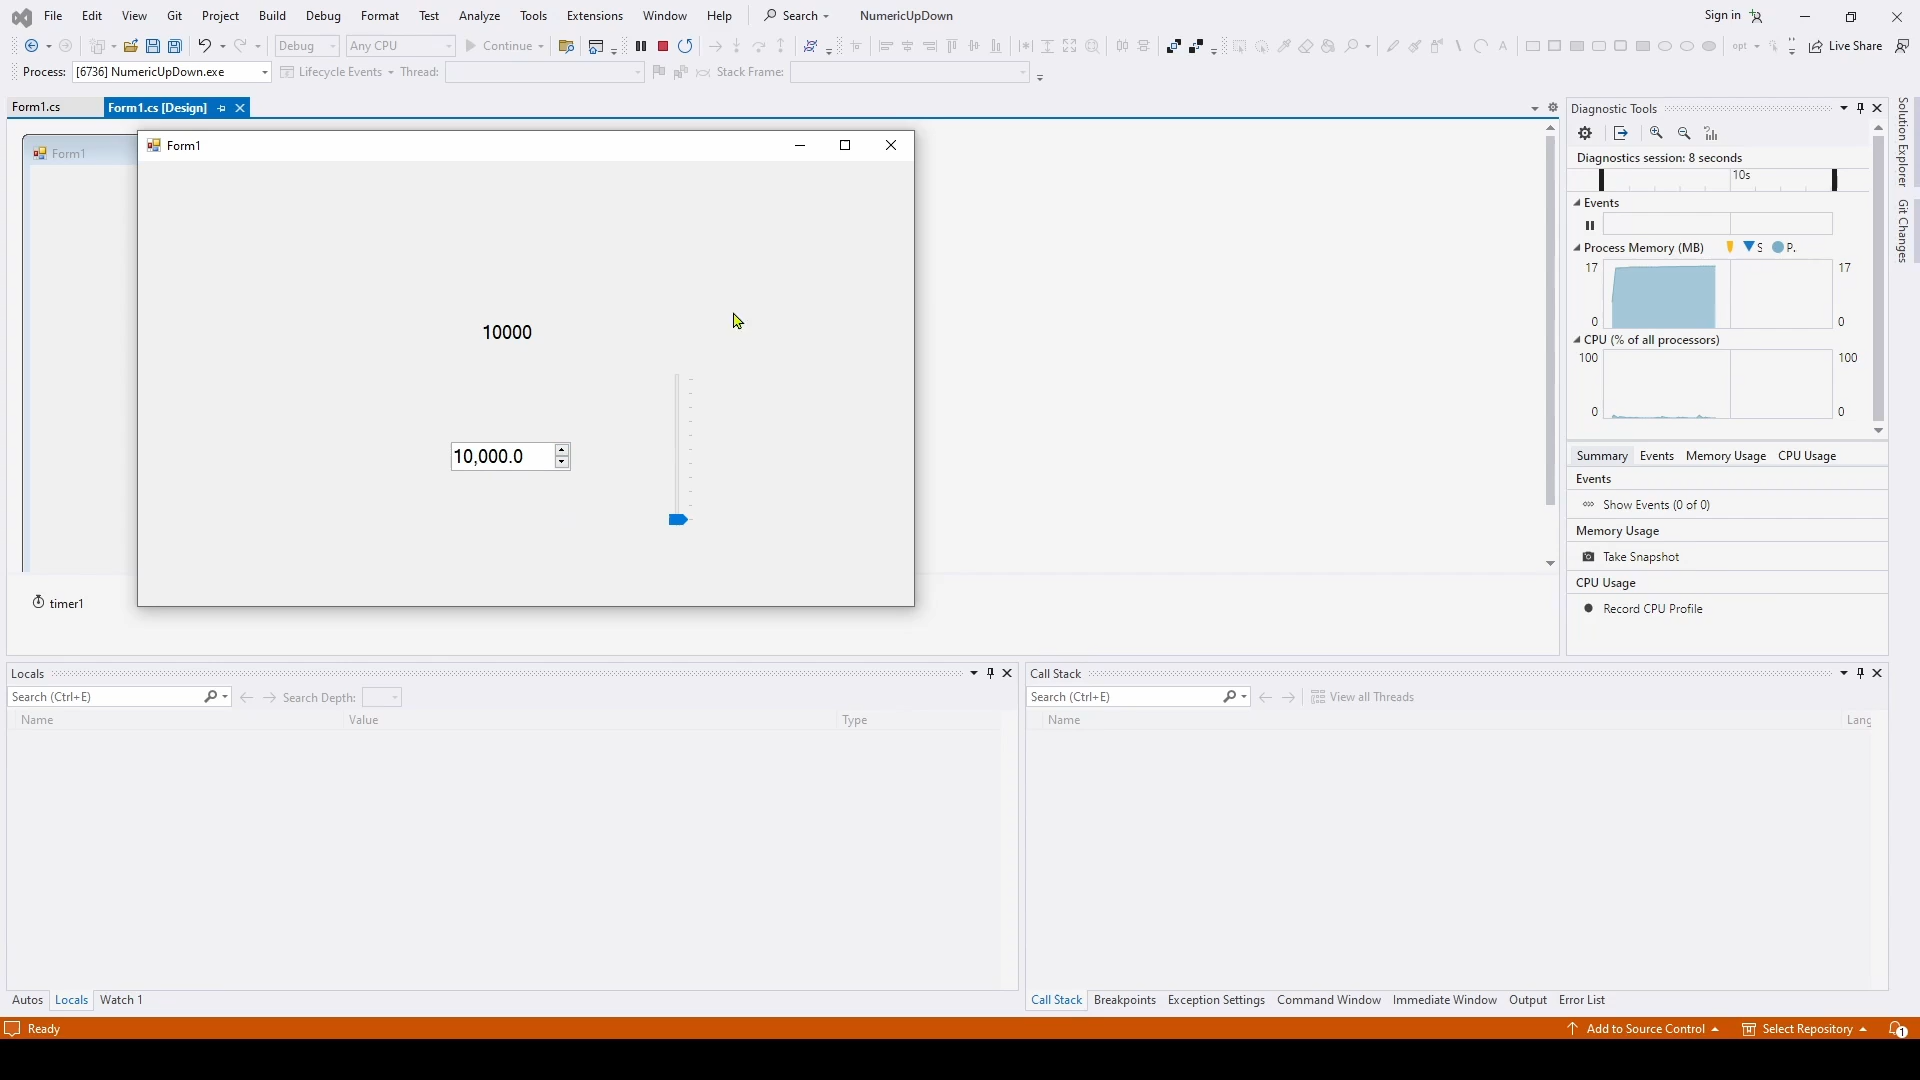 File Edit View Git Project Build Debug Format Test Analyze Tools Extensions Window Help Search NumericUpDown Sign in
Debug Any CPU Continue opt Live Share
Process: [6736] NumericUpDown.exe Lifecycle Events Thread: Stack Frame:
Form1.cs Form1.cs [Design]
Form1
Form1
10000
10,000.0
timer1
Diagnostic Tools
Diagnostics session: 8 seconds
10s
Events
Process Memory (MB) S P.
17 17
0 0
CPU (% of all processors)
100 100
0 0
Summary Events Memory Usage CPU Usage
Events
Show Events (0 of 0)
Memory Usage
Take Snapshot
CPU Usage
Record CPU Profile
Solution Explorer
Git Changes
Locals
Search (Ctrl+E) Search Depth:
Name Value Type
Autos Locals Watch 1
Call Stack
Search (Ctrl+E) View all Threads
Name Lang
Call Stack Breakpoints Exception Settings Command Window Immediate Window Output Error List
Ready Add to Source Control Select Repository 1